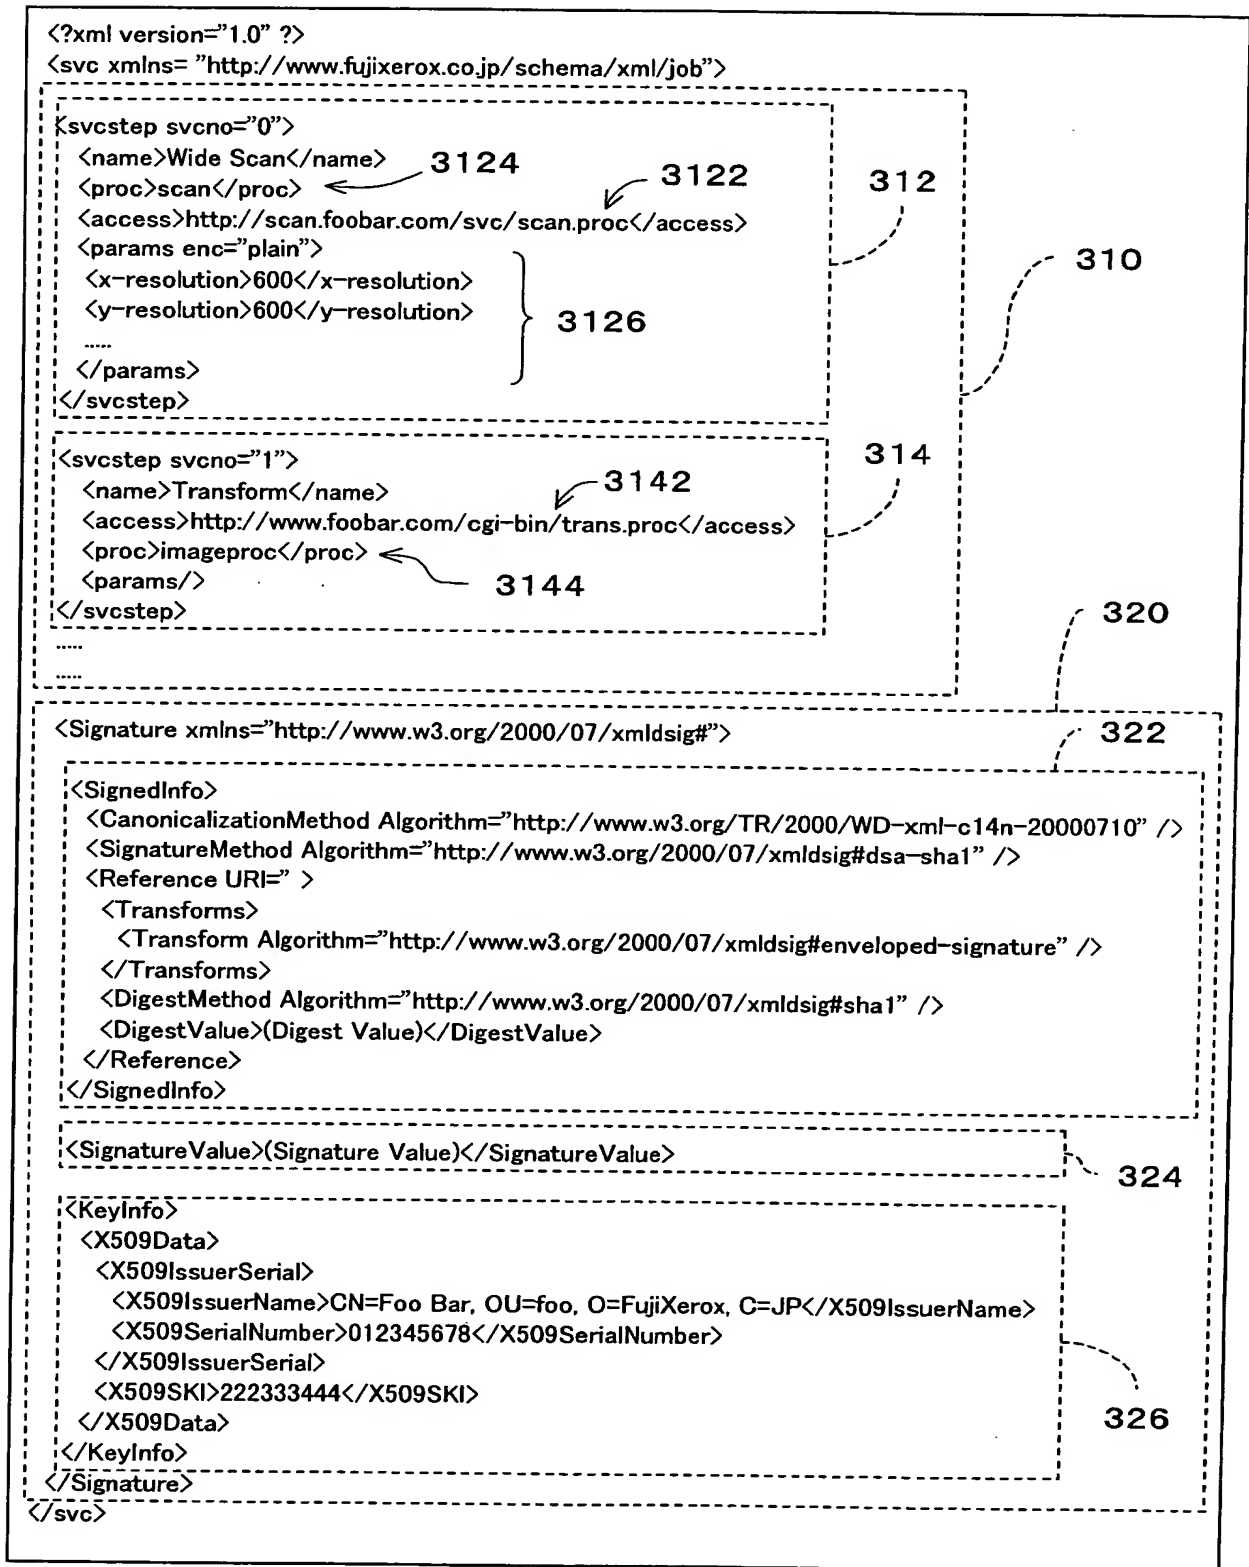 <?xml version="1.0" ?>
<svc xmlns= "http://www.fujixerox.co.jp/schema/xml/job">
<svcstep svcno="0">
<name>Wide Scan</name>
3124
<proc>scan</proc>
3122
312
<access>http://scan.foobar.com/svc/scan.proc</access>
<params enc="plain">
310
<x-resolution>600</x-resolution>
<y-resolution>600</y-resolution>
3126
.....
</params>
</svcstep>
314
<svcstep svcno="1">
<name>Transform</name>
3142
<access>http://www.foobar.com/cgi-bin/trans.proc</access>
<proc>imageproc</proc>
<params/>
3144
</svcstep>
320
.....
.....
<Signature xmlns="http://www.w3.org/2000/07/xmldsig#">
322
<SignedInfo>
<CanonicalizationMethod Algorithm="http://www.w3.org/TR/2000/WD-xml-c14n-20000710" />
<SignatureMethod Algorithm="http://www.w3.org/2000/07/xmldsig#dsa-sha1" />
<Reference URI=" >
<Transforms>
<Transform Algorithm="http://www.w3.org/2000/07/xmldsig#enveloped-signature" />
</Transforms>
<DigestMethod Algorithm="http://www.w3.org/2000/07/xmldsig#sha1" />
<DigestValue>(Digest Value)</DigestValue>
</Reference>
</SignedInfo>
<SignatureValue>(Signature Value)</SignatureValue>
324
<KeyInfo>
<X509Data>
<X509IssuerSerial>
<X509IssuerName>CN=Foo Bar, OU=foo, O=FujiXerox, C=JP</X509IssuerName>
<X509SerialNumber>012345678</X509SerialNumber>
</X509IssuerSerial>
<X509SKI>222333444</X509SKI>
</X509Data>
326
</KeyInfo>
</Signature>
</svc>